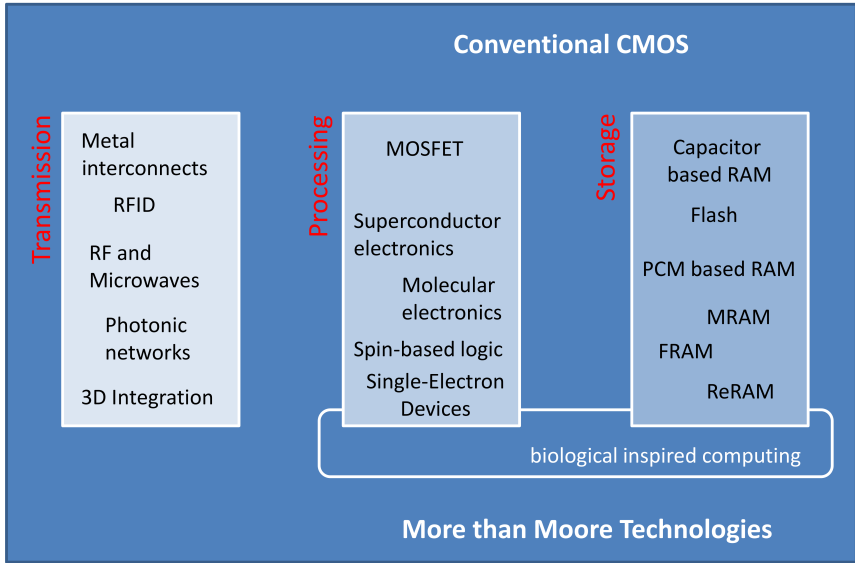 Conventional CMOS
Transmission
Metal
interconnects
RFID
RF and
Microwaves
Photonic
networks
3D Integration
Processing
MOSFET
Superconductor
electronics
Molecular
electronics
Spin-based logic
Single-Electron
Devices
Storage
Capacitor
based RAM
Flash
PCM based RAM
MRAM
FRAM
ReRAM
biological inspired computing
More than Moore Technologies